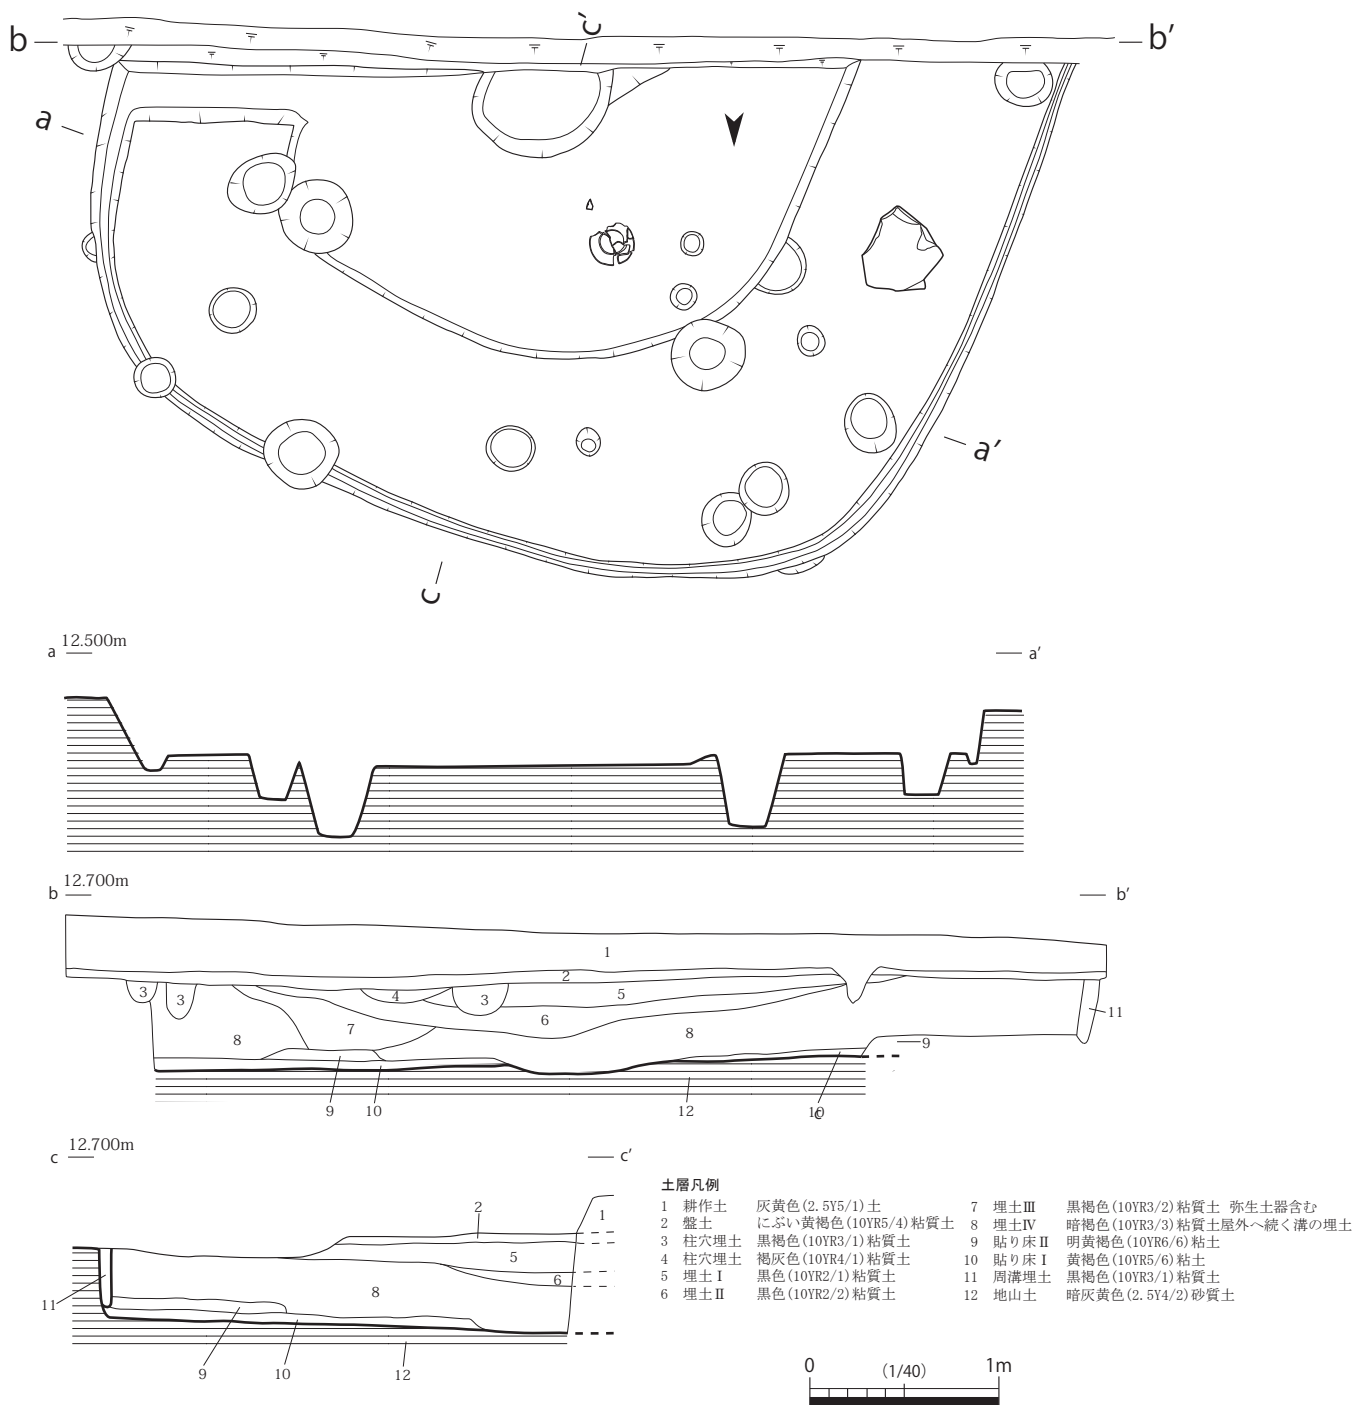 c′
b
b′
a
a′
c
12.500m
a
a′
12.700m
b
b′
1
2
3
3
4
3
5
6
7
8
8
11
9
9
10
12
10
c
12.700m
c
c′
2
1
5
6
8
11
9
10
12
土層凡例
1 耕作土 灰黄色(2.5Y5/1)土
2 盤土 にぶい黄褐色(10YR5/4)粘質土
3 柱穴埋土 黒褐色(10YR3/1)粘質土
4 柱穴埋土 褐灰色(10YR4/1)粘質土
5 埋土Ⅰ 黒色(10YR2/1)粘質土
6 埋土Ⅱ 黒色(10YR2/2)粘質土
7 埋土Ⅲ 黒褐色(10YR3/2)粘質土 弥生土器含む
8 埋土Ⅳ 暗褐色(10YR3/3)粘質土屋外へ続く溝の埋土
9 貼り床Ⅱ 明黄褐色(10YR6/6)粘土
10 貼り床Ⅰ 黄褐色(10YR5/6)粘土
11 周溝埋土 黒褐色(10YR3/1)粘質土
12 地山土 暗灰黄色(2.5Y4/2)砂質土
0 (1/40) 1m